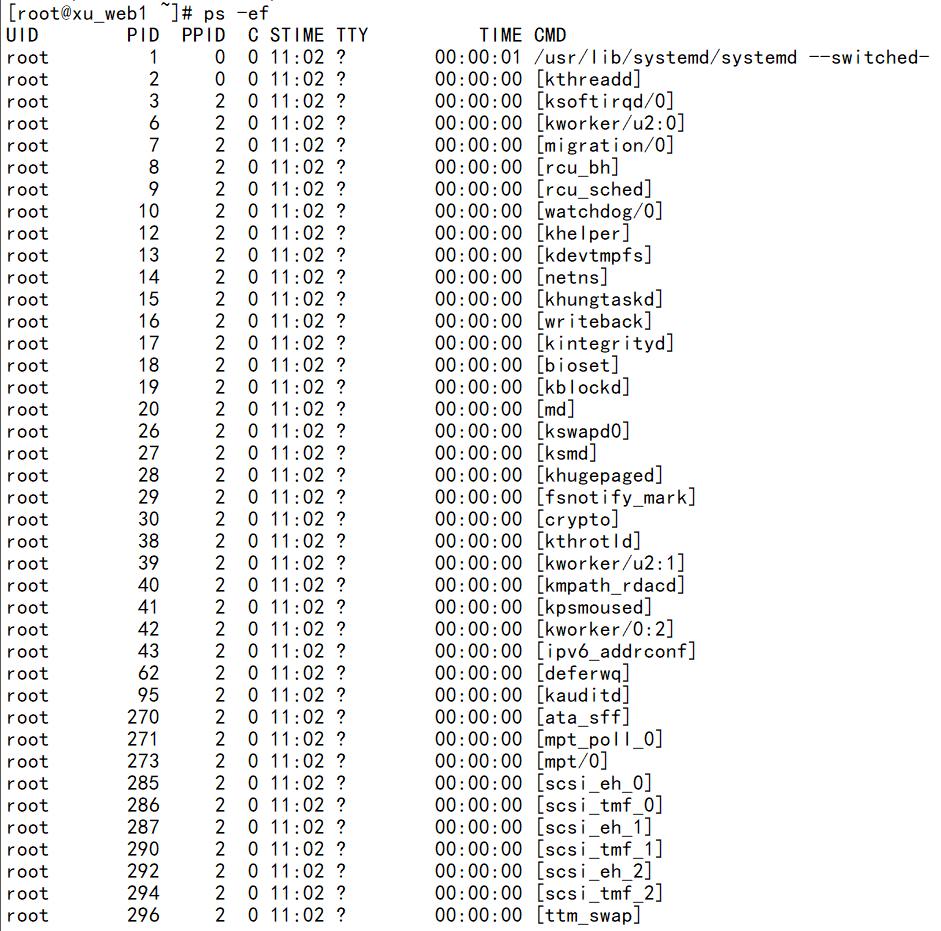 [root@xu_web1 ~]# ps -ef
UID        PID  PPID  C STIME TTY          TIME CMD
root         1     0  0 11:02 ?        00:00:01 /usr/lib/systemd/systemd --switched-
root         2     0  0 11:02 ?        00:00:00 [kthreadd]
root         3     2  0 11:02 ?        00:00:00 [ksoftirqd/0]
root         6     2  0 11:02 ?        00:00:00 [kworker/u2:0]
root         7     2  0 11:02 ?        00:00:00 [migration/0]
root         8     2  0 11:02 ?        00:00:00 [rcu_bh]
root         9     2  0 11:02 ?        00:00:00 [rcu_sched]
root        10     2  0 11:02 ?        00:00:00 [watchdog/0]
root        12     2  0 11:02 ?        00:00:00 [khelper]
root        13     2  0 11:02 ?        00:00:00 [kdevtmpfs]
root        14     2  0 11:02 ?        00:00:00 [netns]
root        15     2  0 11:02 ?        00:00:00 [khungtaskd]
root        16     2  0 11:02 ?        00:00:00 [writeback]
root        17     2  0 11:02 ?        00:00:00 [kintegrityd]
root        18     2  0 11:02 ?        00:00:00 [bioset]
root        19     2  0 11:02 ?        00:00:00 [kblockd]
root        20     2  0 11:02 ?        00:00:00 [md]
root        26     2  0 11:02 ?        00:00:00 [kswapd0]
root        27     2  0 11:02 ?        00:00:00 [ksmd]
root        28     2  0 11:02 ?        00:00:00 [khugepaged]
root        29     2  0 11:02 ?        00:00:00 [fsnotify_mark]
root        30     2  0 11:02 ?        00:00:00 [crypto]
root        38     2  0 11:02 ?        00:00:00 [kthrotld]
root        39     2  0 11:02 ?        00:00:00 [kworker/u2:1]
root        40     2  0 11:02 ?        00:00:00 [kmpath_rdacd]
root        41     2  0 11:02 ?        00:00:00 [kpsmoused]
root        42     2  0 11:02 ?        00:00:00 [kworker/0:2]
root        43     2  0 11:02 ?        00:00:00 [ipv6_addrconf]
root        62     2  0 11:02 ?        00:00:00 [deferwq]
root        95     2  0 11:02 ?        00:00:00 [kauditd]
root       270     2  0 11:02 ?        00:00:00 [ata_sff]
root       271     2  0 11:02 ?        00:00:00 [mpt_poll_0]
root       273     2  0 11:02 ?        00:00:00 [mpt/0]
root       285     2  0 11:02 ?        00:00:00 [scsi_eh_0]
root       286     2  0 11:02 ?        00:00:00 [scsi_tmf_0]
root       287     2  0 11:02 ?        00:00:00 [scsi_eh_1]
root       290     2  0 11:02 ?        00:00:00 [scsi_tmf_1]
root       292     2  0 11:02 ?        00:00:00 [scsi_eh_2]
root       294     2  0 11:02 ?        00:00:00 [scsi_tmf_2]
root       296     2  0 11:02 ?        00:00:00 [ttm_swap]